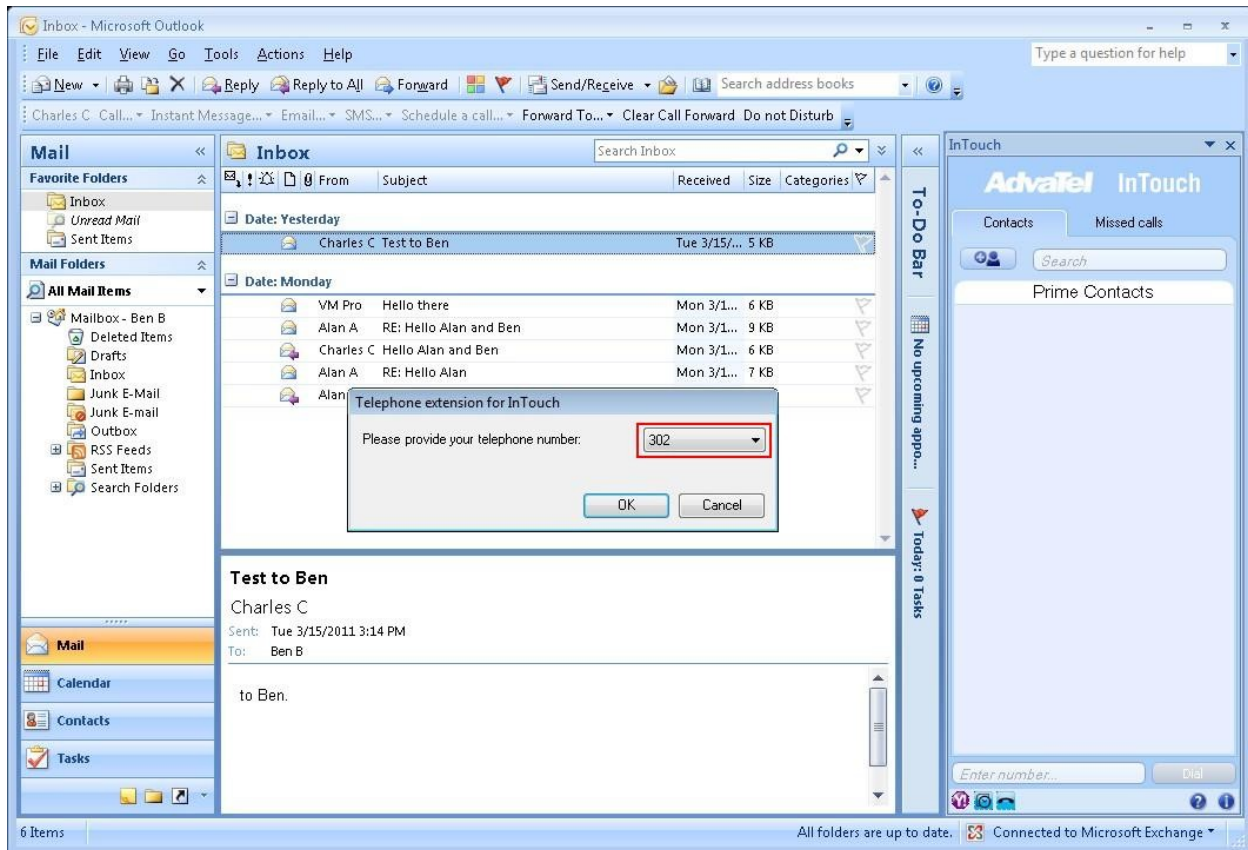 Inbox - Microsoft Outlook
File Edit View Go Tools Actions Help
Type a question for help
New Reply Reply to All Forward Send/Receive Search address books
Charles C Call... Instant Message... Email... SMS... Schedule a call... Forward To... Clear Call Forward Do not Disturb
Mail
Favorite Folders
Inbox
Unread Mail
Sent Items
Mail Folders
All Mail Items
Mailbox - Ben B
Deleted Items
Drafts
Inbox
Junk E-Mail
Junk E-mail
Outbox
RSS Feeds
Sent Items
Search Folders
Mail
Calendar
Contacts
Tasks
Inbox
Search Inbox
From Subject Received Size Categories
Date: Yesterday
Charles C Test to Ben Tue 3/15/... 5 KB
Date: Monday
VM Pro Hello there Mon 3/1... 6 KB
Alan A RE: Hello Alan and Ben Mon 3/1... 9 KB
Charles C Hello Alan and Ben Mon 3/1... 6 KB
Alan A RE: Hello Alan Mon 3/1... 7 KB
Alan
Telephone extension for InTouch
Please provide your telephone number: 302
OK Cancel
Test to Ben
Charles C
Sent: Tue 3/15/2011 3:14 PM
To: Ben B
to Ben.
To-Do Bar
No upcoming appo...
Today: 0 Tasks
InTouch
AdvaTel InTouch
Contacts Missed calls
Search
Prime Contacts
Enter number... Dial
6 Items
All folders are up to date. Connected to Microsoft Exchange